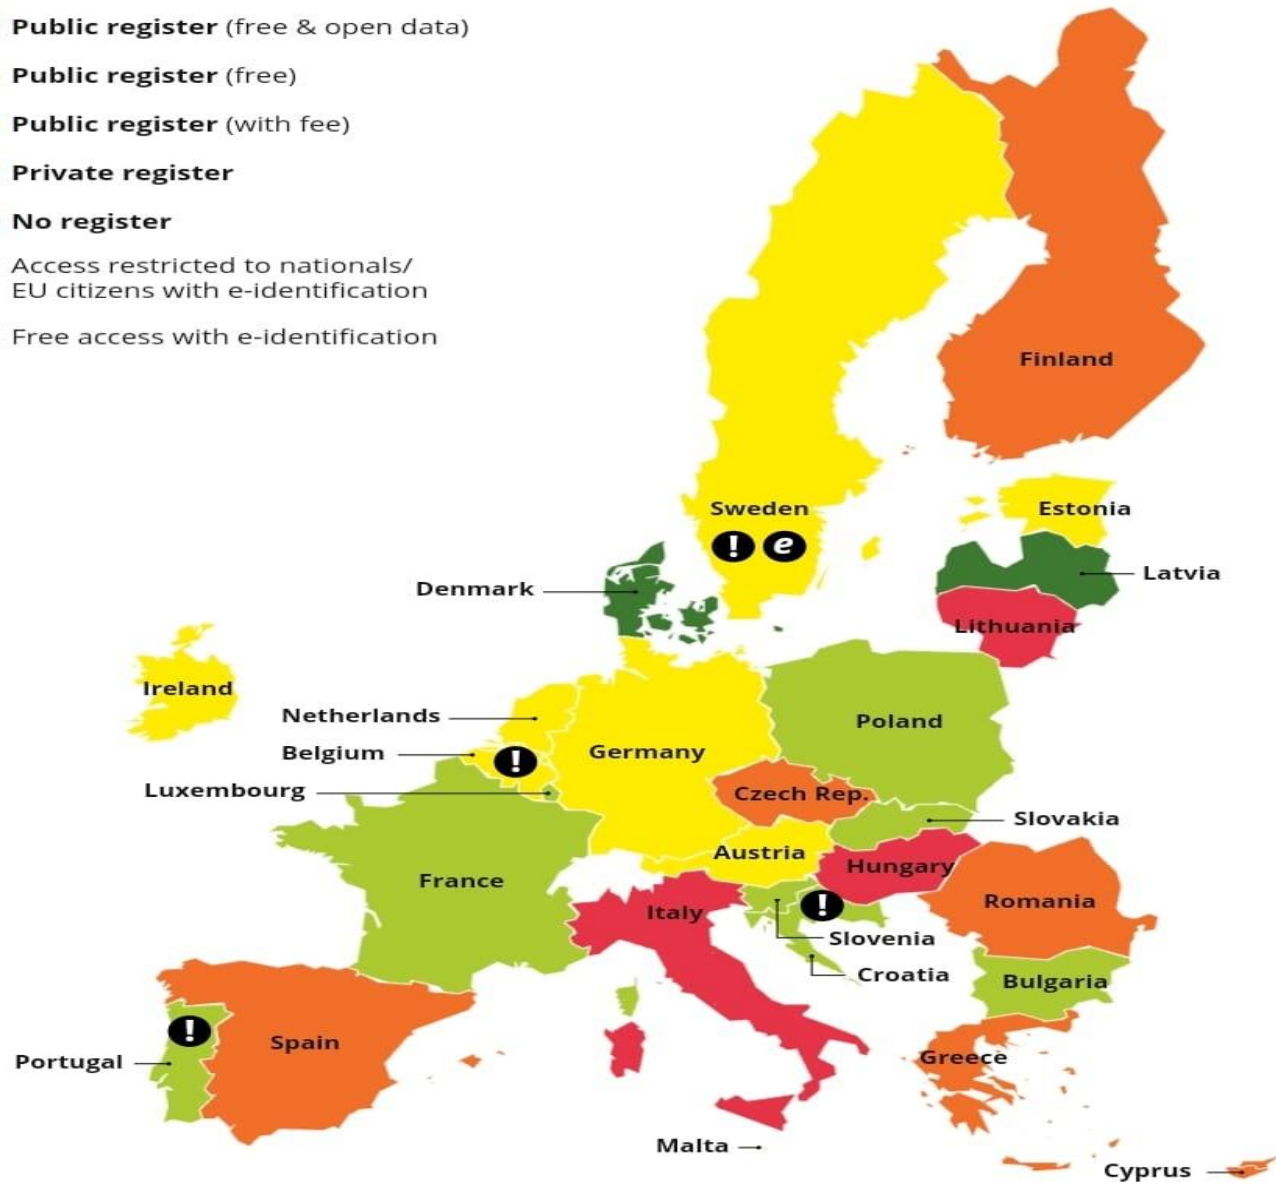 Public register (free & open data)
Public register (free)
Public register (with fee)
Private register
No register
Access restricted to nationals/
EU citizens with e-identification
Free access with e-identification
Finland
Sweden
! e
Estonia
Latvia
Denmark
Lithuania
Ireland
Netherlands
Poland
Belgium
!
Germany
Luxembourg
Czech Rep.
Slovakia
Austria
Hungary
France
Romania
!
Italy
Slovenia
Croatia
Bulgaria
!
Spain
Greece
Portugal
Malta
Cyprus